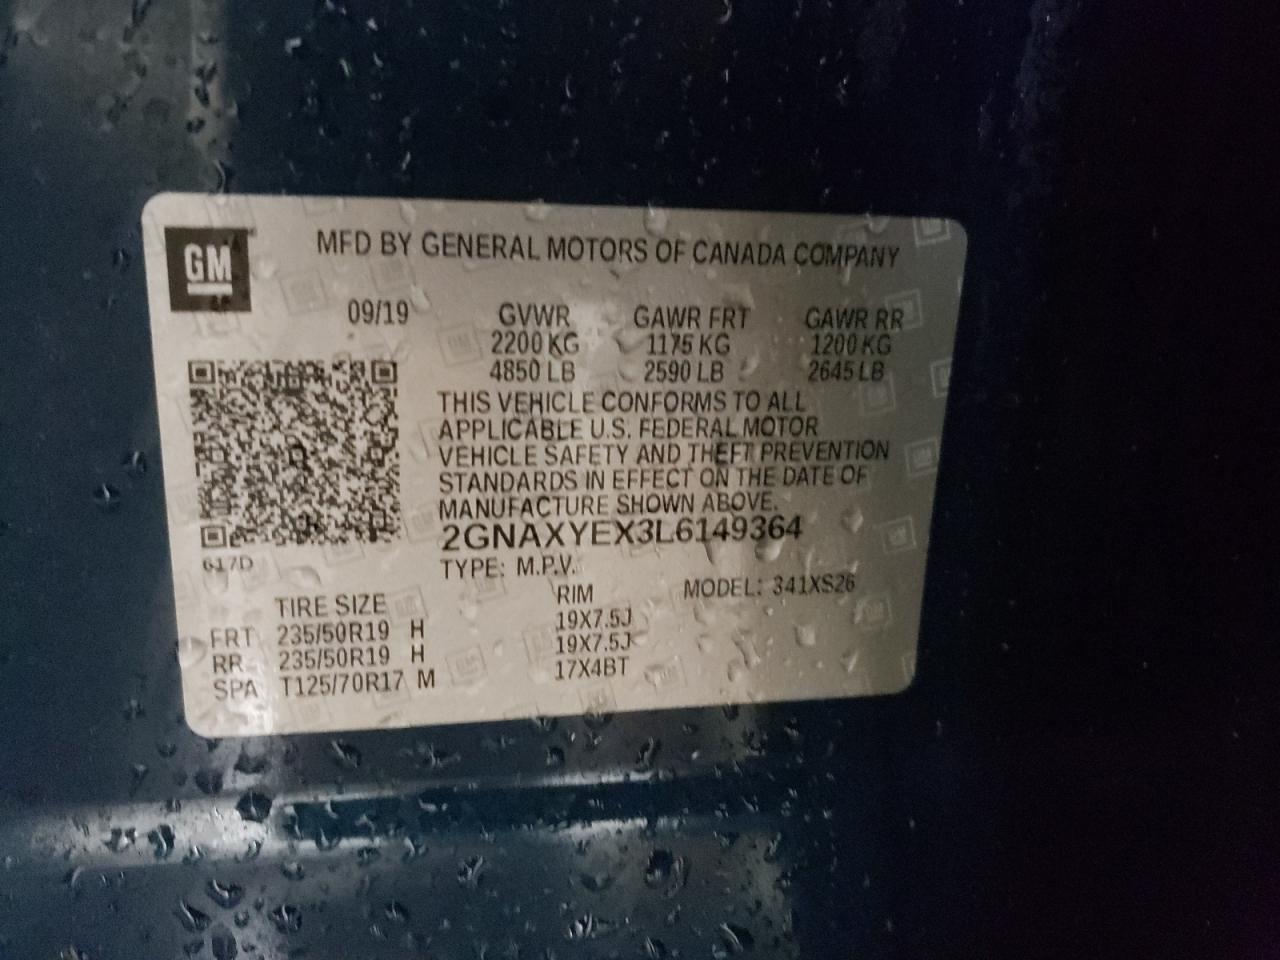 GM
MFD BY GENERAL MOTORS OF CANADA COMPANY
09/19 GVWR GAWR FRT GAWR RR
2200 KG 1175 KG 1200 KG
4850 LB 2590 LB 2645 LB
THIS VEHICLE CONFORMS TO ALL
APPLICABLE U.S. FEDERAL MOTOR
VEHICLE SAFETY AND THEFT PREVENTION
STANDARDS IN EFFECT ON THE DATE OF
MANUFACTURE SHOWN ABOVE.
2GNAXYEX3L6149364
617D
TYPE: M.P.V.
MODEL: 341XS26
TIRE SIZE RIM
FRT 235/50R19 H 19X7.5J
RR 235/50R19 H 19X7.5J
SPA T125/70R17 M 17X4BT